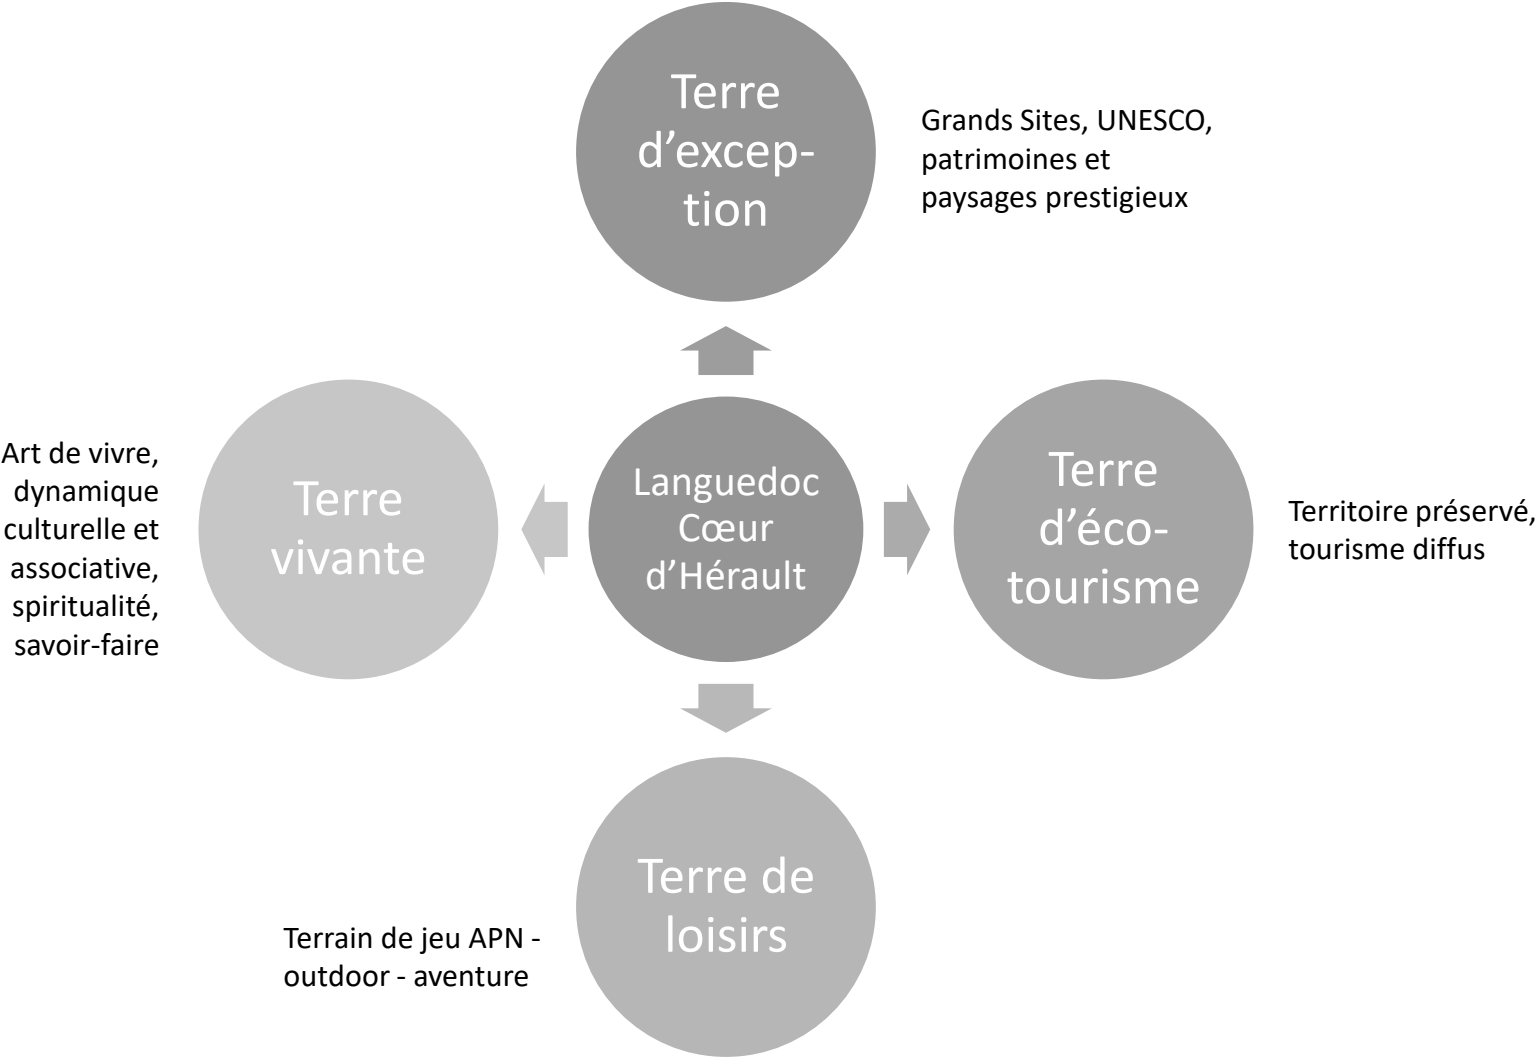 Terre
d’excep-
tion
Grands Sites, UNESCO,
patrimoines et
paysages prestigieux
Art de vivre,
dynamique
culturelle et
associative,
spiritualité,
savoir-faire
Terre
vivante
Languedoc
Cœur
d’Hérault
Terre
d’éco-
tourisme
Territoire préservé,
tourisme diffus
Terre de
loisirs
Terrain de jeu APN -
outdoor - aventure